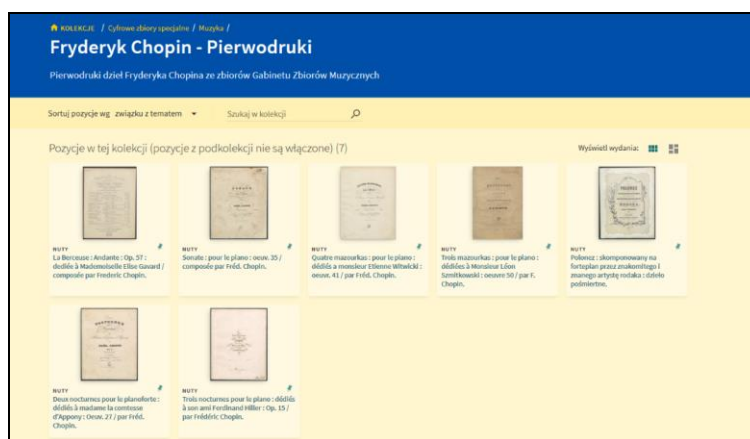 KOLEKCJE / Cyfrowe zbiory specjalne / Muzyka /
Fryderyk Chopin - Pierwodruki
Pierwodruki dzieł Fryderyka Chopina ze zbiorów Gabinetu Zbiorów Muzycznych
Sortuj pozycje wg związku z tematem Szukaj w kolekcji
Pozycje w tej kolekcji (pozycje z podkolekcji nie są włączone) (7) Wyświetl wydania:
NUTY
La Berceuse : Andante : Op. 57 :
dediée à Mademoiselle Elise Gavard /
composée par Frederic Chopin.
NUTY
Sonate : pour le piano : oeuv. 35 /
composée par Fréd. Chopin.
NUTY
Quatre mazourkas : pour le piano :
dédiés a monsieur Etienne Witwicki :
oeuvr. 41 / par Fréd. Chopin.
NUTY
Trois mazourkas : pour le piano :
dédiées à Monsieur Léon
Szmitkowski : oeuvre 50 / par F.
Chopin.
NUTY
Polonez : skomponowany na
fortepian przez znakomitego i
znanego artystę rodaka : dzieło
pośmiertne.
NUTY
Deux nocturnes pour le pianoforte :
dédiés à madame la comtesse
d'Appony : Oeuv. 27 / par Fréd.
Chopin.
NUTY
Trois nocturnes pour le piano : dédiés
à son ami Ferdinand Hiller : Op. 15 /
par Frédéric Chopin.